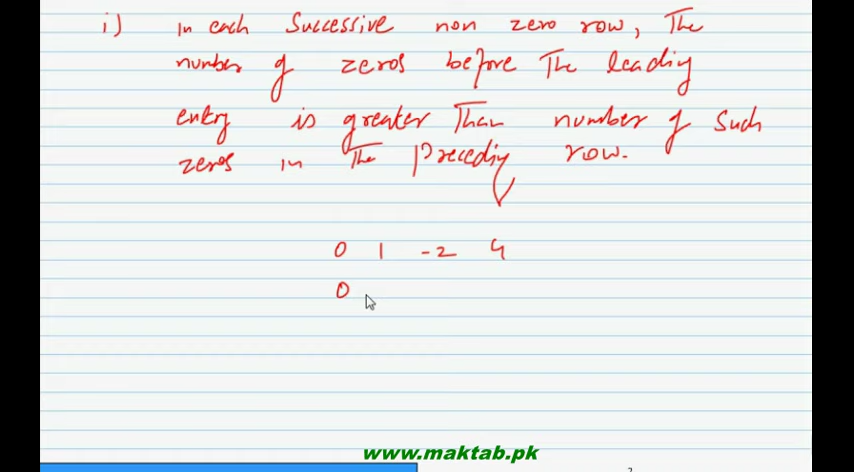 i) In each Successive non zero row, The
number of zeros before The leading
entry is greater Than number of Such
zeros in The Preceding row.
0 1 -2 4
0
www.maktab.pk